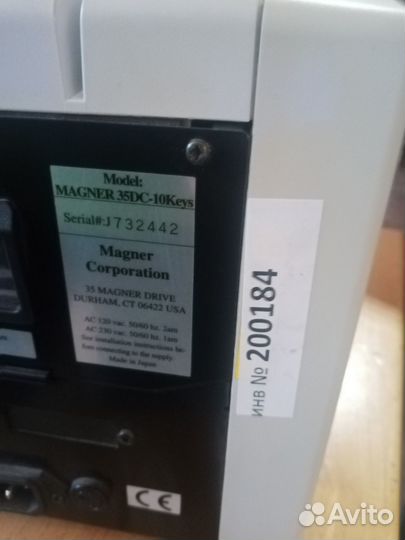 Model:
MAGNER 35DC-10Keys
Serial#:J732442
Magner
Corporation
35 MAGNER DRIVE
DURHAM, CT 06422 USA
AC 120 vac. 50/60 hz. 2am
AC 230 vac. 50/60 hz. 1am
See installation instructions be-
fore connecting to the supply.
Made in Japan
ИНВ № 200184
CE
Avito